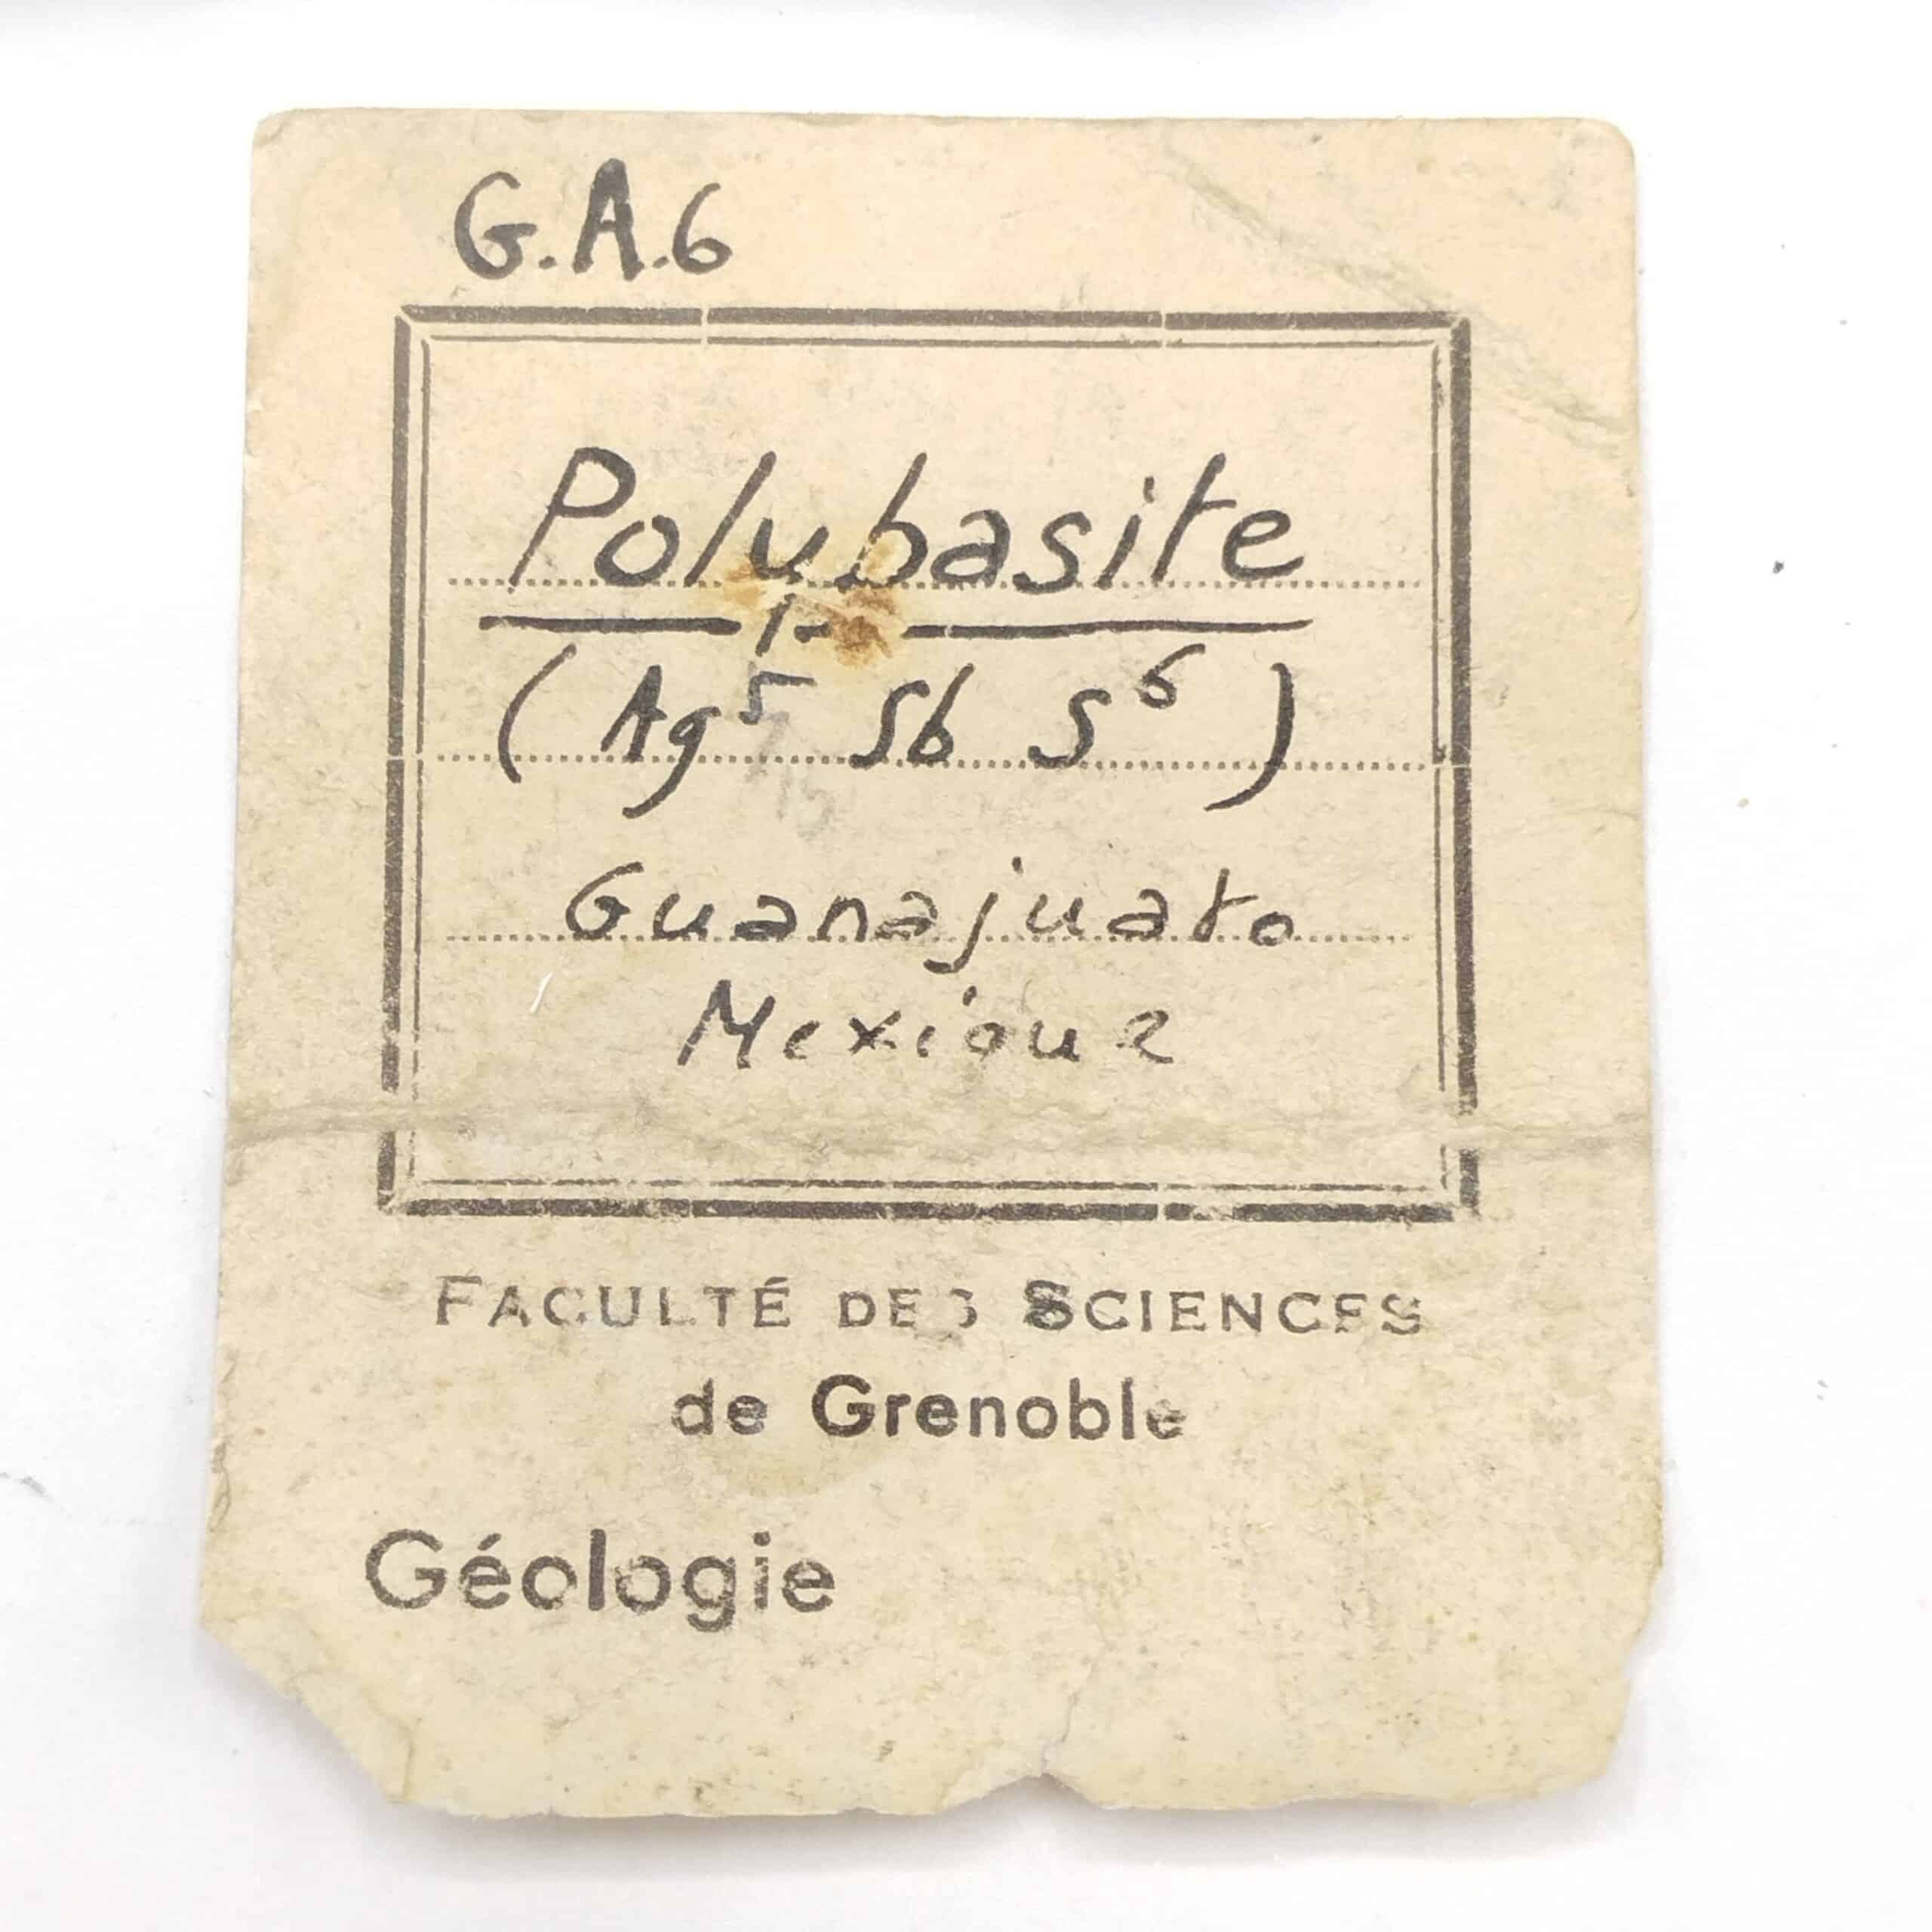 G.A.6
Polybasite
(Ag⁵ Sb S⁶)
Guanajuato
Mexique
FACULTÉ DES SCIENCES
de Grenoble
Géologie